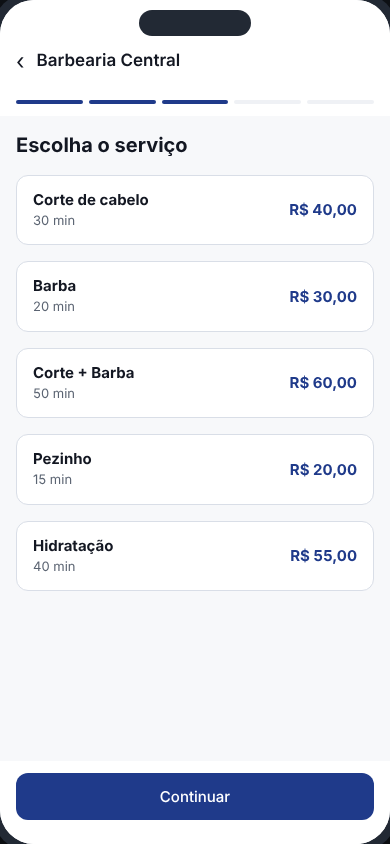 Barbearia Central
Escolha o serviço
Corte de cabelo
30 min
R$ 40,00
Barba
20 min
R$ 30,00
Corte + Barba
50 min
R$ 60,00
Pezinho
15 min
R$ 20,00
Hidratação
40 min
R$ 55,00
Continuar